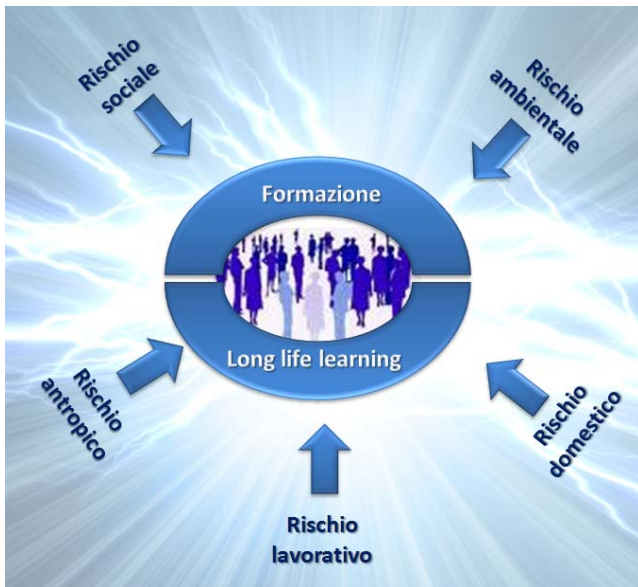 Rischio
sociale
Rischio
ambientale
Formazione
Long life learning
Rischio
antropico
Rischio
domestico
Rischio
lavorativo